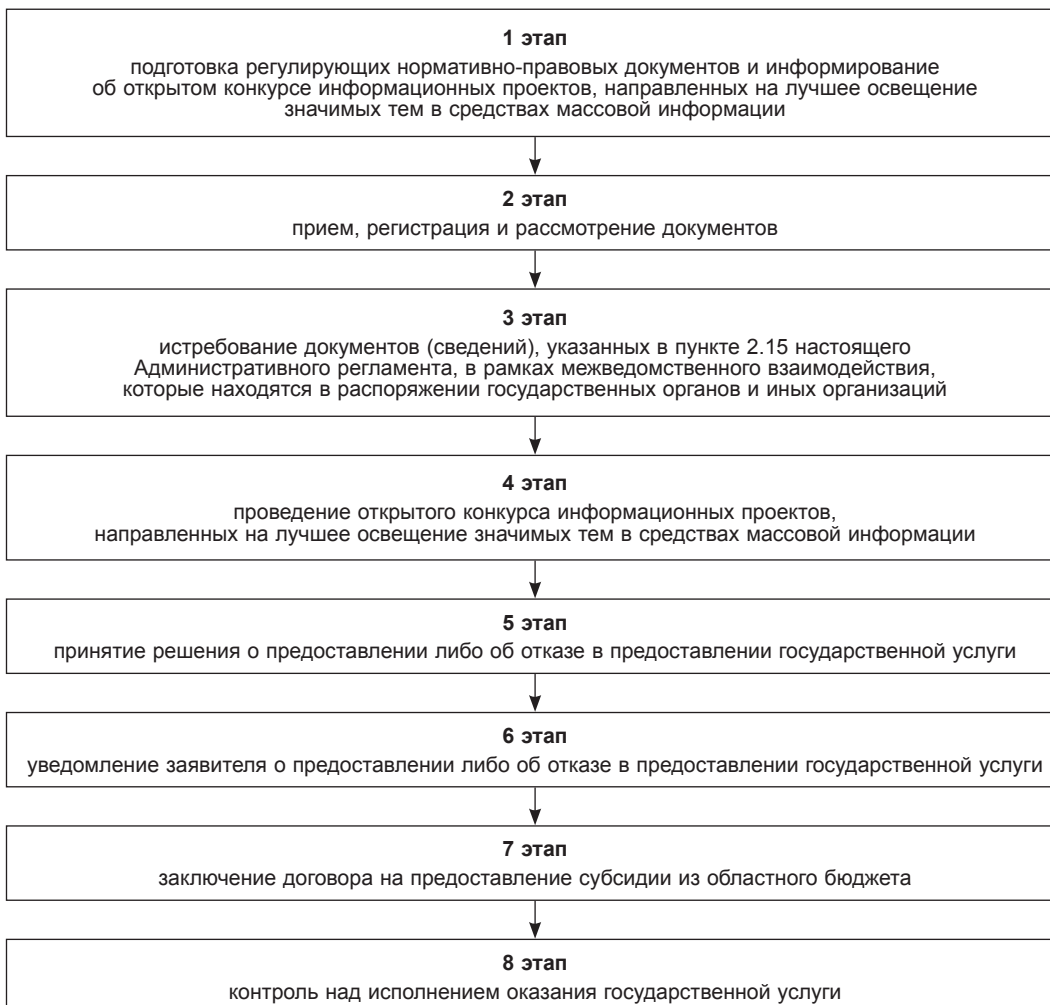 1 этап
подготовка регулирующих нормативно-правовых документов и информирование
об открытом конкурсе информационных проектов, направленных на лучшее освещение
значимых тем в средствах массовой информации
2 этап
прием, регистрация и рассмотрение документов
3 этап
истребование документов (сведений), указанных в пункте 2.15 настоящего
Административного регламента, в рамках межведомственного взаимодействия,
которые находятся в распоряжении государственных органов и иных организаций
4 этап
проведение открытого конкурса информационных проектов,
направленных на лучшее освещение значимых тем в средствах массовой информации
5 этап
принятие решения о предоставлении либо об отказе в предоставлении государственной услуги
6 этап
уведомление заявителя о предоставлении либо об отказе в предоставлении государственной услуги
7 этап
заключение договора на предоставление субсидии из областного бюджета
8 этап
контроль над исполнением оказания государственной услуги